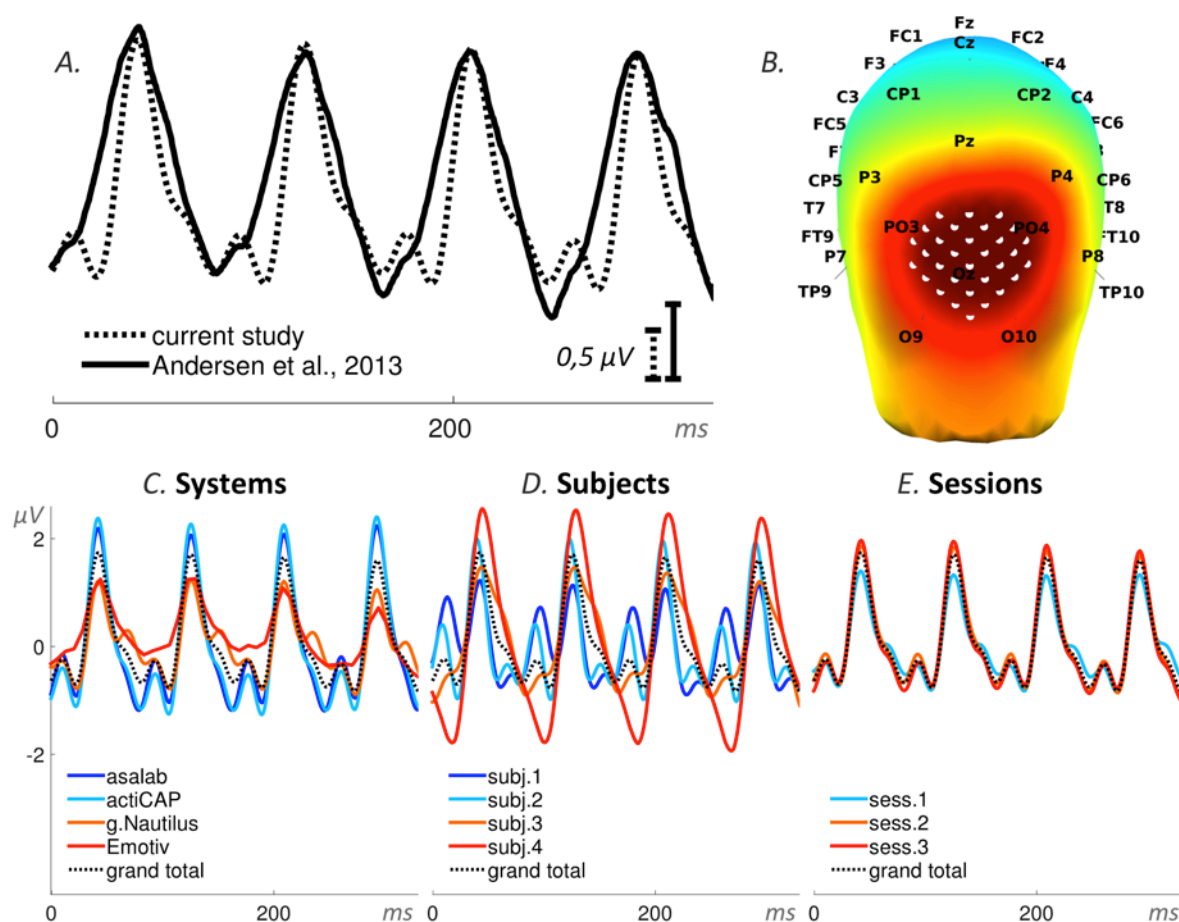 A.
current study
Andersen et al., 2013
0,5 µV
0
200
ms
B.
Fz
FC1
FC2
Cz
F3
F4
C3
CP1
CP2
C4
FC5
FC6
Pz
CP5
P3
P4
CP6
T7
T8
PO3
PO4
FT9
FT10
P7
P8
Oz
TP9
TP10
O9
O10
C. Systems
µV
2
0
-2
asalab
actiCAP
g.Nautilus
Emotiv
grand total
0
200
ms
D. Subjects
subj.1
subj.2
subj.3
subj.4
grand total
0
200
ms
E. Sessions
sess.1
sess.2
sess.3
grand total
0
200
ms